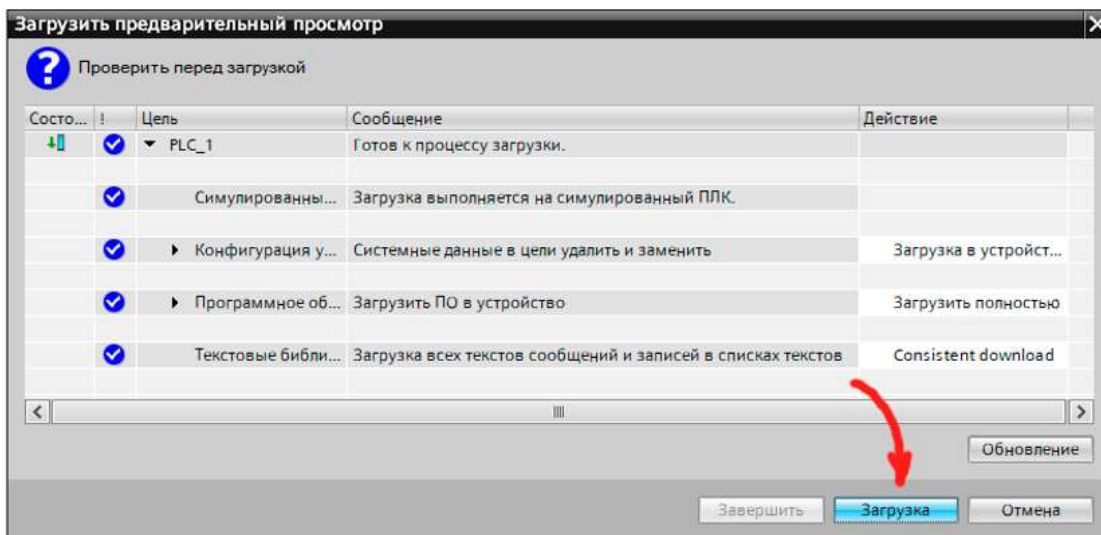 Загрузить предварительный просмотр
Проверить перед загрузкой
Состо... ! Цель Сообщение Действие
PLC_1 Готов к процессу загрузки.
Симулированны... Загрузка выполняется на симулированный ПЛК.
Конфигурация у... Системные данные в цели удалить и заменить Загрузка в устройст...
Программное об... Загрузить ПО в устройство Загрузить полностью
Текстовые библи... Загрузка всех текстов сообщений и записей в списках текстов Consistent download
Обновление
Завершить Загрузка Отмена